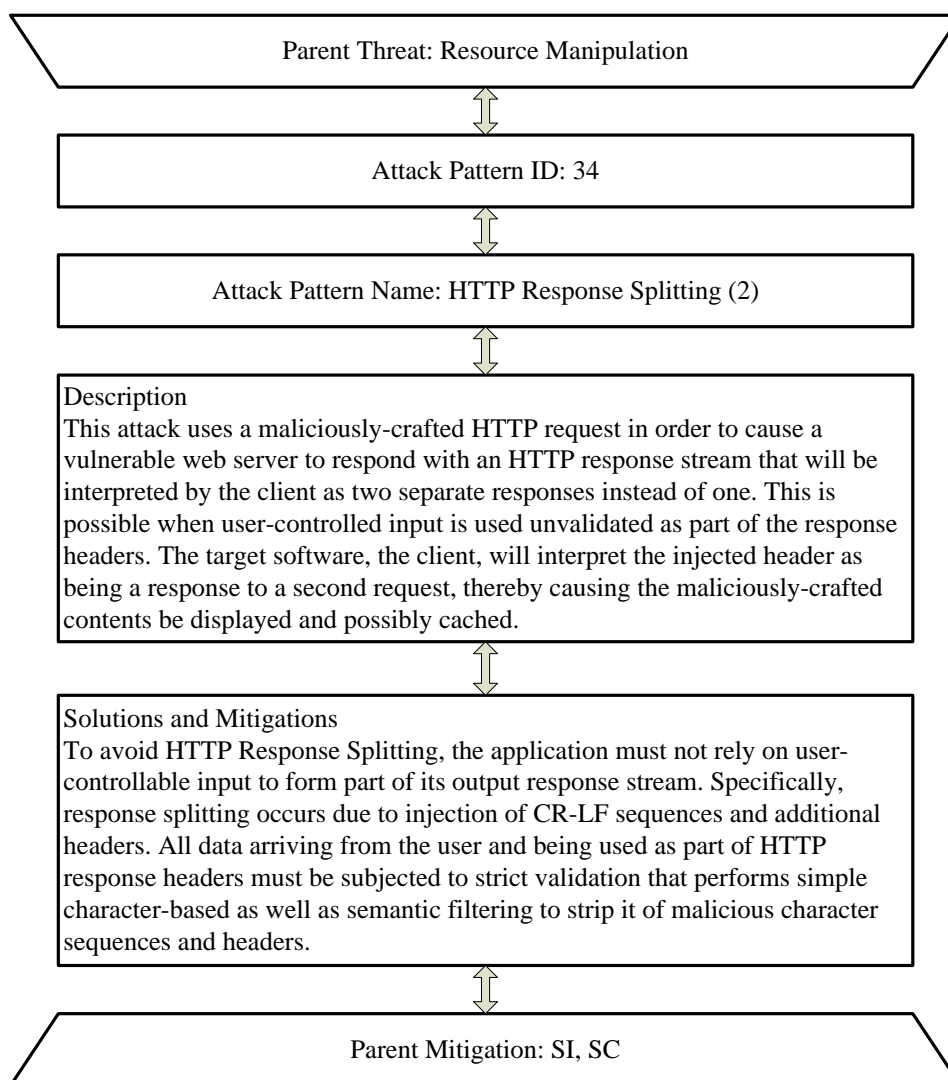 Parent Threat: Resource Manipulation
Attack Pattern ID: 34
Attack Pattern Name: HTTP Response Splitting (2)
Description
This attack uses a maliciously-crafted HTTP request in order to cause a
vulnerable web server to respond with an HTTP response stream that will be
interpreted by the client as two separate responses instead of one. This is
possible when user-controlled input is used unvalidated as part of the response
headers. The target software, the client, will interpret the injected header as
being a response to a second request, thereby causing the maliciously-crafted
contents be displayed and possibly cached.
Solutions and Mitigations
To avoid HTTP Response Splitting, the application must not rely on user-
controllable input to form part of its output response stream. Specifically,
response splitting occurs due to injection of CR-LF sequences and additional
headers. All data arriving from the user and being used as part of HTTP
response headers must be subjected to strict validation that performs simple
character-based as well as semantic filtering to strip it of malicious character
sequences and headers.
Parent Mitigation: SI, SC